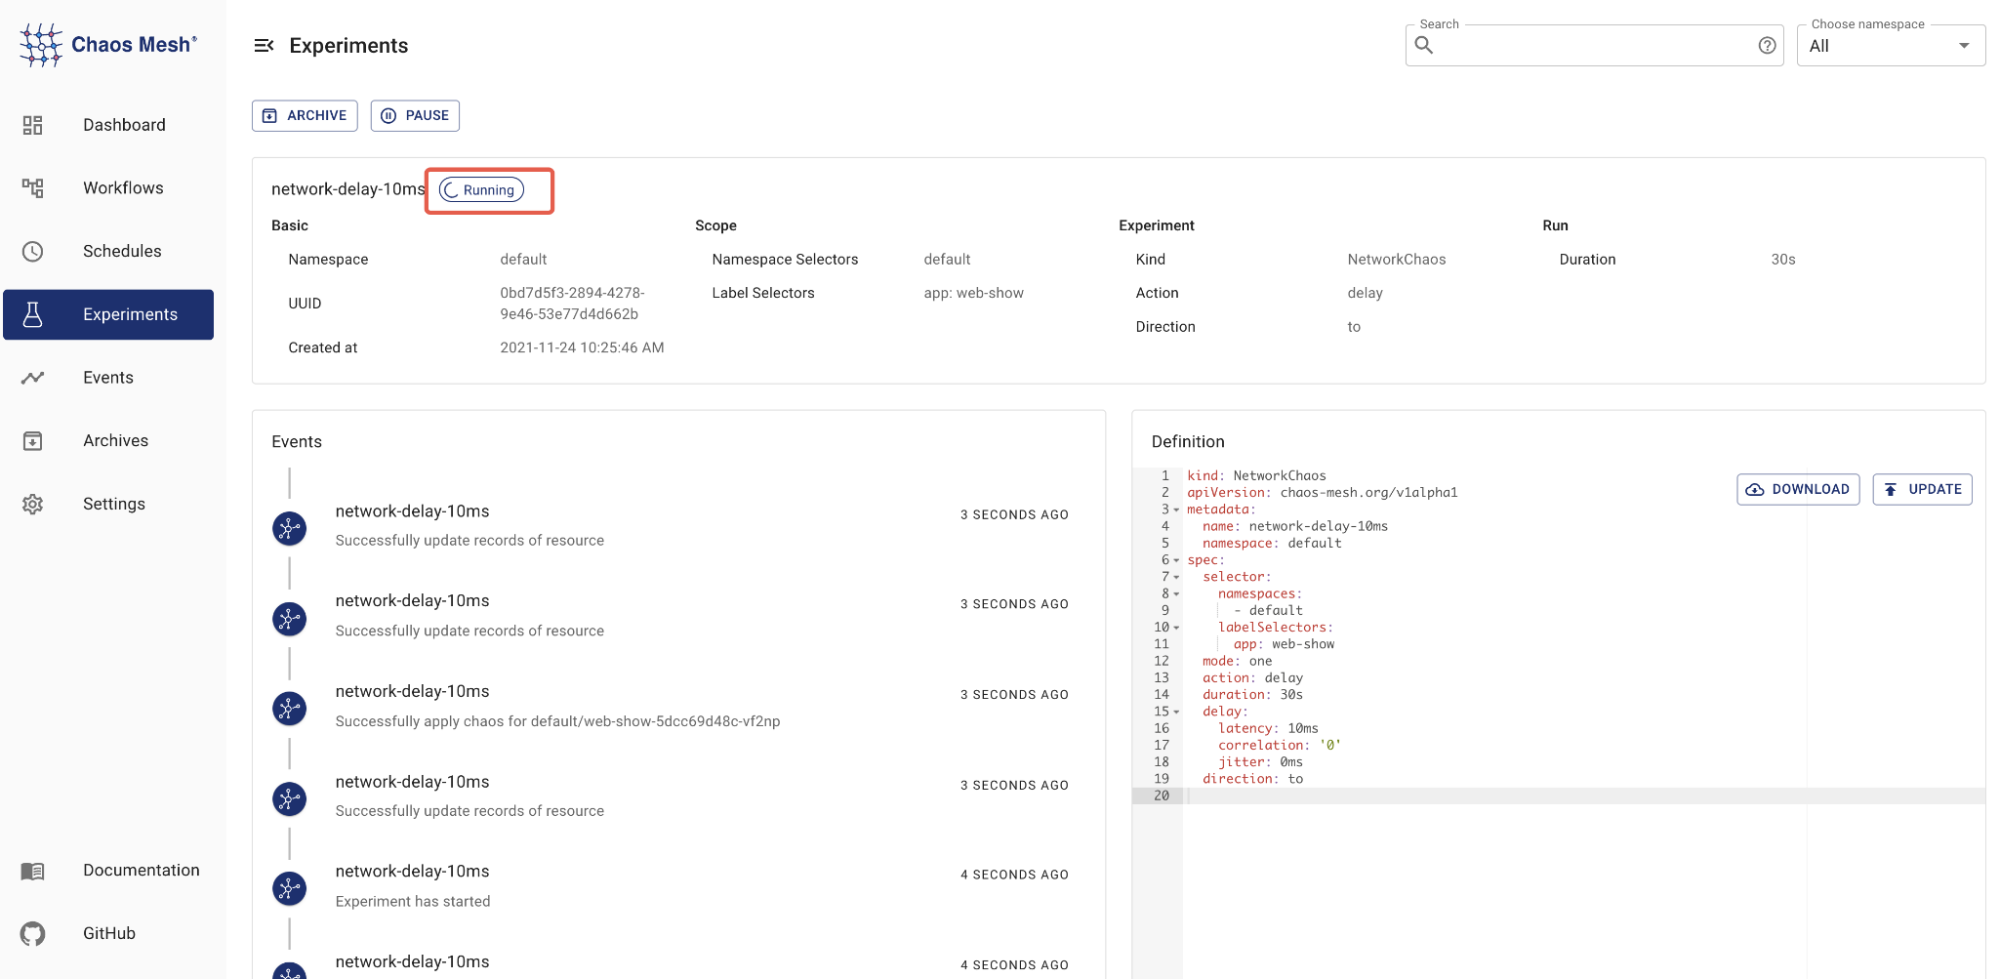 Chaos Mesh®
Dashboard
Workflows
Schedules
Experiments
Events
Archives
Settings
Documentation
GitHub
Experiments
Search
Choose namespace
All
ARCHIVE
PAUSE
network-delay-10ms Running
Basic
Namespace default
UUID 0bd7d5f3-2894-4278-
9e46-53e77d4d662b
Created at 2021-11-24 10:25:46 AM
Scope
Namespace Selectors default
Label Selectors app: web-show
Experiment
Kind NetworkChaos
Action delay
Direction to
Run
Duration 30s
Events
network-delay-10ms 3 SECONDS AGO
Successfully update records of resource
network-delay-10ms 3 SECONDS AGO
Successfully update records of resource
network-delay-10ms 3 SECONDS AGO
Successfully apply chaos for default/web-show-5dcc69d48c-vf2np
network-delay-10ms 3 SECONDS AGO
Successfully update records of resource
network-delay-10ms 4 SECONDS AGO
Experiment has started
network-delay-10ms 4 SECONDS AGO
Definition
DOWNLOAD
UPDATE
1 kind: NetworkChaos
2 apiVersion: chaos-mesh.org/v1alpha1
3 metadata:
4 name: network-delay-10ms
5 namespace: default
6 spec:
7 selector:
8 namespaces:
9 - default
10 labelSelectors:
11 app: web-show
12 mode: one
13 action: delay
14 duration: 30s
15 delay:
16 latency: 10ms
17 correlation: '0'
18 jitter: 0ms
19 direction: to
20